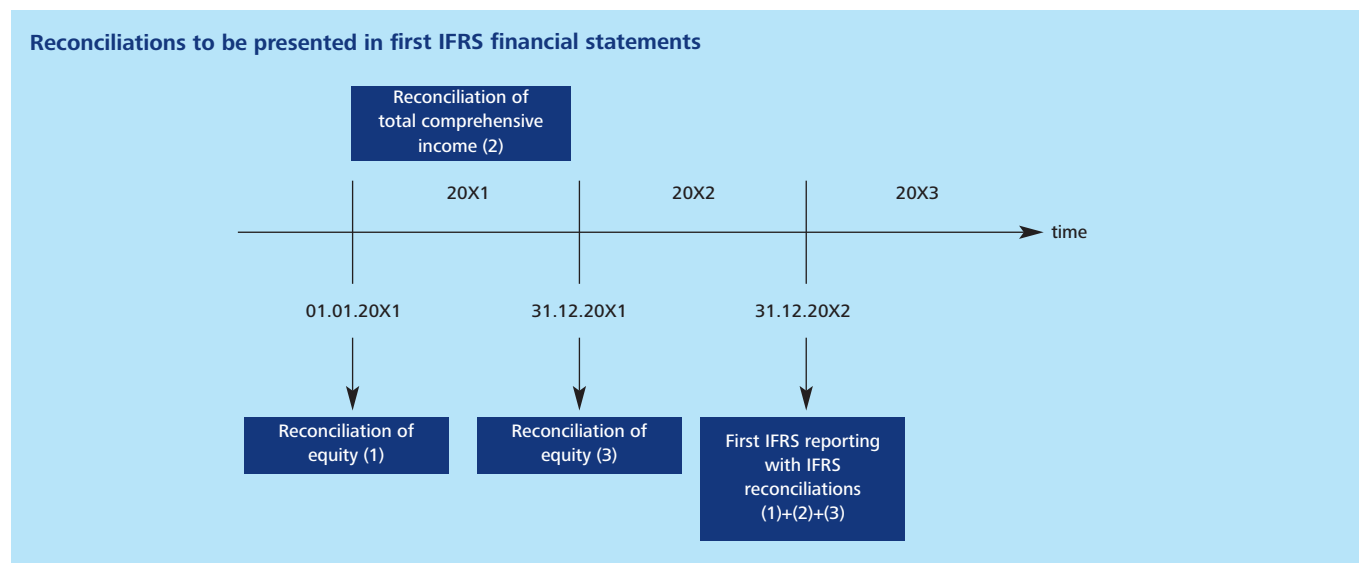 Reconciliations to be presented in first IFRS financial statements
Reconciliation of
total comprehensive
income (2)
20X1
20X2
20X3
time
01.01.20X1
31.12.20X1
31.12.20X2
Reconciliation of
equity (1)
Reconciliation of
equity (3)
First IFRS reporting
with IFRS
reconciliations
(1)+(2)+(3)